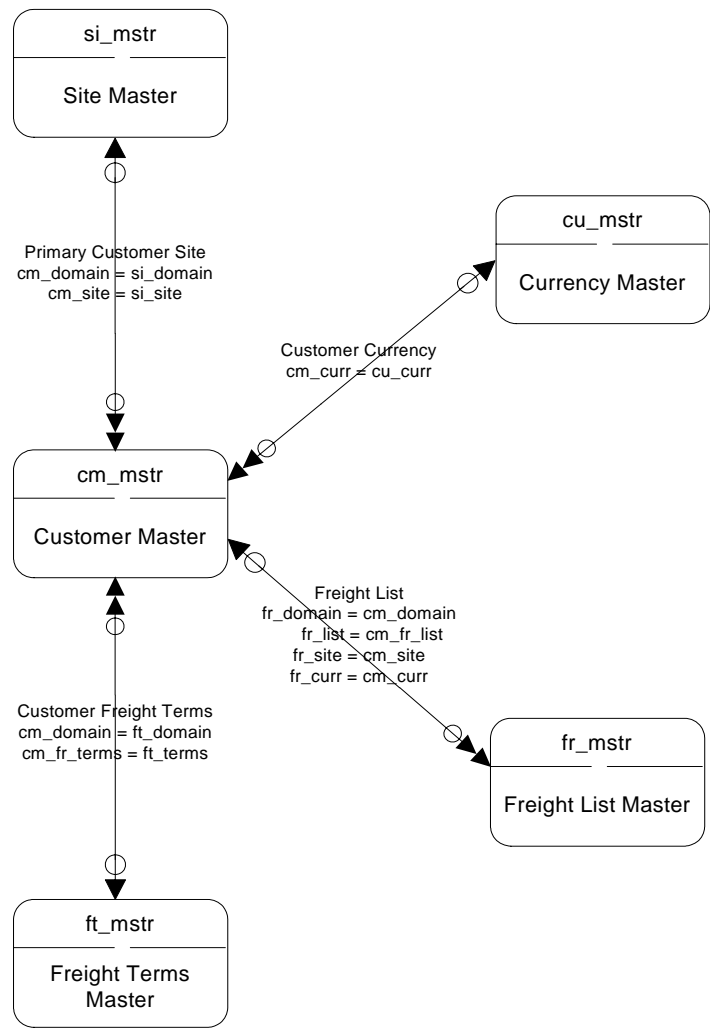 si_mstr
Site Master
Primary Customer Site
cm_domain = si_domain
cm_site = si_site
cu_mstr
Currency Master
Customer Currency
cm_curr = cu_curr
cm_mstr
Customer Master
Freight List
fr_domain = cm_domain
fr_list = cm_fr_list
fr_site = cm_site
fr_curr = cm_curr
Customer Freight Terms
cm_domain = ft_domain
cm_fr_terms = ft_terms
fr_mstr
Freight List Master
ft_mstr
Freight Terms
Master